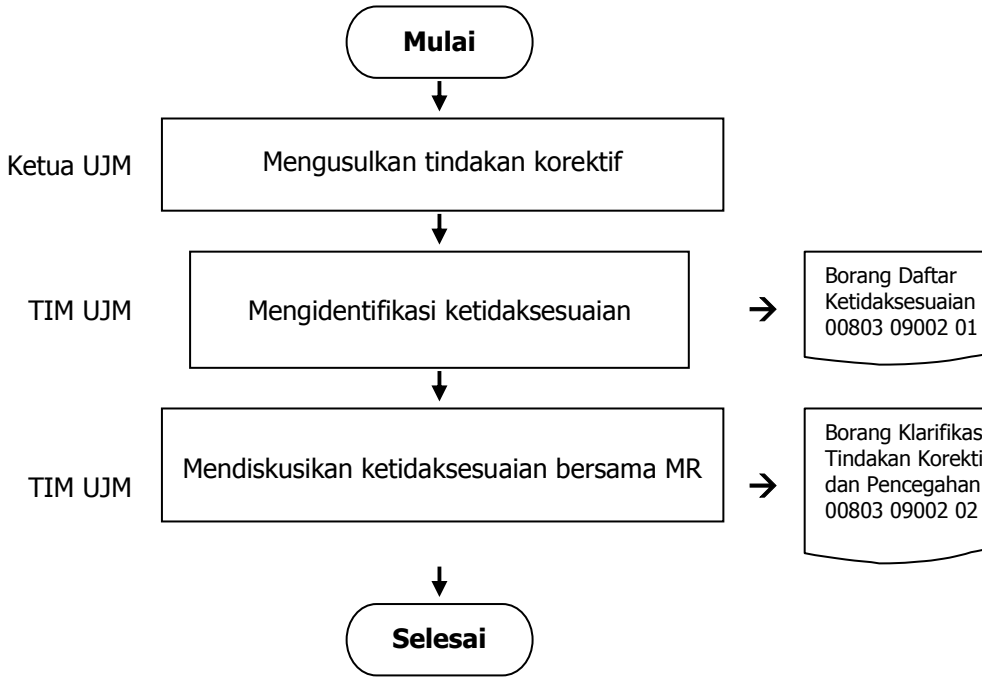 Mulai
Ketua UJM
Mengusulkan tindakan korektif
TIM UJM
Mengidentifikasi ketidaksesuaian
Borang Daftar
Ketidaksesuaian
00803 09002 01
TIM UJM
Mendiskusikan ketidaksesuaian bersama MR
Borang Klarifikas
Tindakan Korekti
dan Pencegahan
00803 09002 02
Selesai